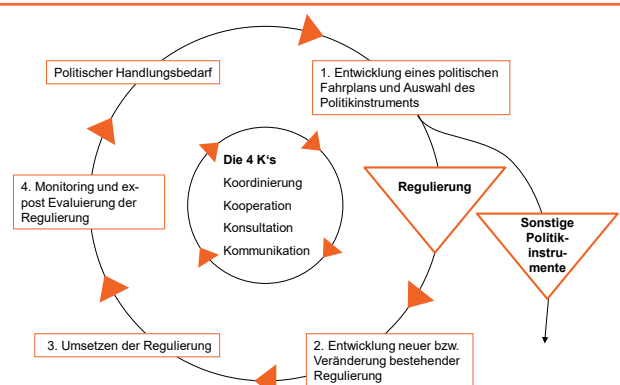 Politischer Handlungsbedarf
1. Entwicklung eines politischen
Fahrplans und Auswahl des
Politikinstruments
Die 4 K's
Koordinierung
Kooperation
Konsultation
Kommunikation
4. Monitoring und ex-
post Evaluierung der
Regulierung
Regulierung
Sonstige
Politik-
instru-
mente
3. Umsetzen der Regulierung
2. Entwicklung neuer bzw.
Veränderung bestehender
Regulierung